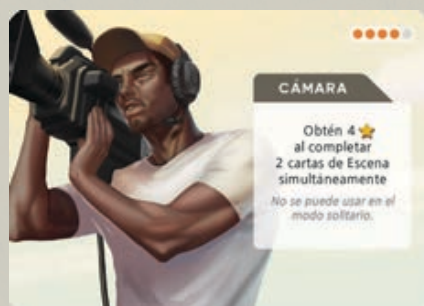 CÁMARA
Obtén 4
al completar
2 cartas de Escena
simultáneamente
No se puede usar en el
modo solitario.